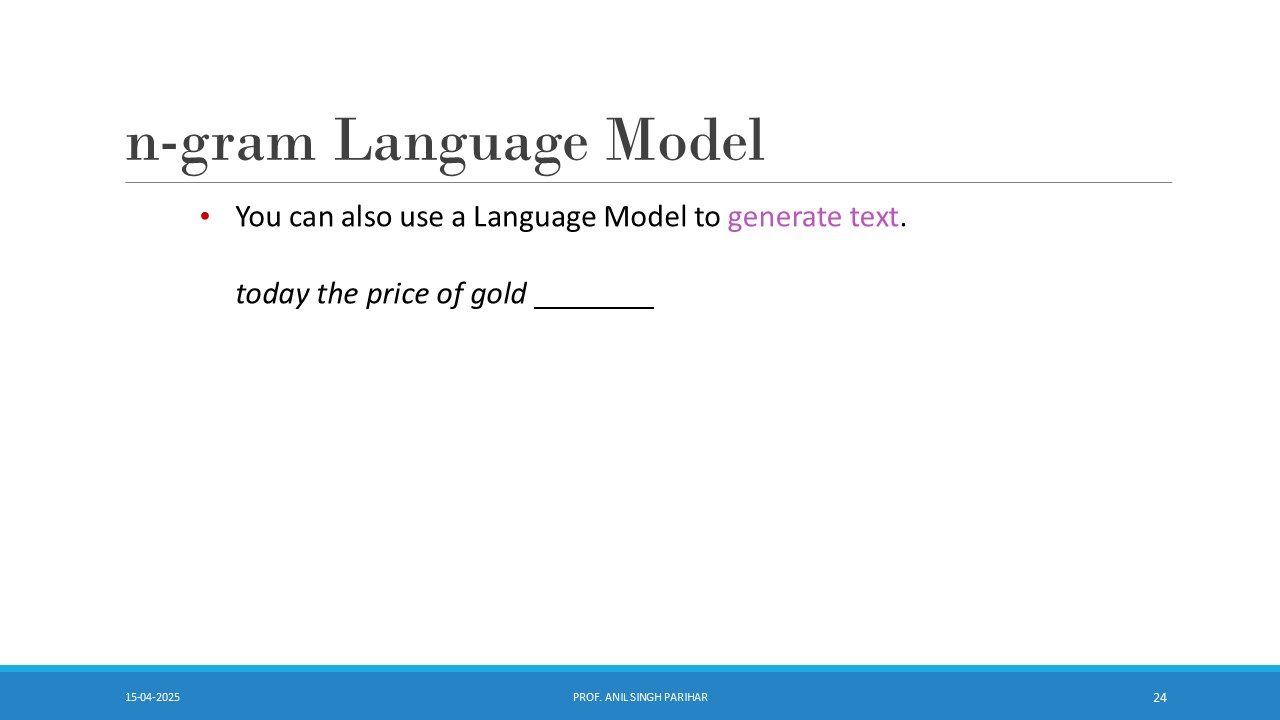 n-gram Language Model
• You can also use a Language Model to generate text.
today the price of gold ________
15-04-2025
PROF. ANIL SINGH PARIHAR
24